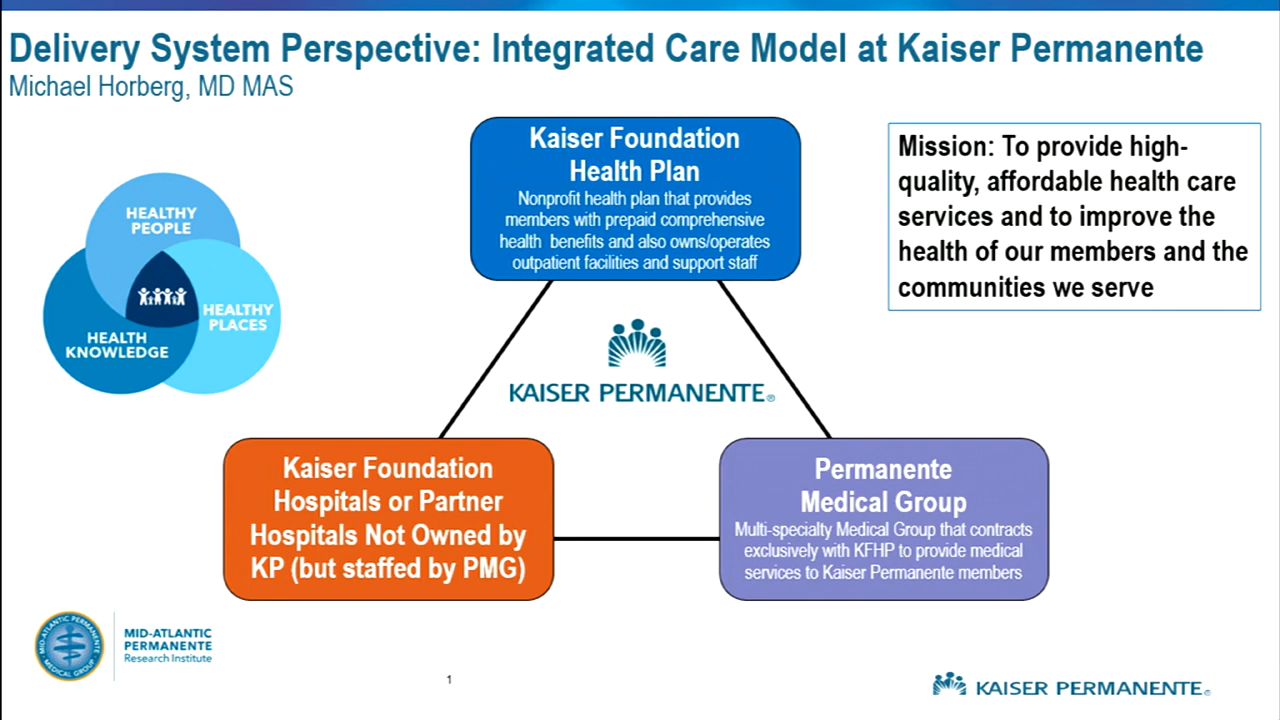 Delivery System Perspective: Integrated Care Model at Kaiser Permanente
Michael Horberg, MD MAS
HEALTHY
PEOPLE
HEALTHY
PLACES
HEALTH
KNOWLEDGE
Kaiser Foundation
Health Plan
Nonprofit health plan that provides
members with prepaid comprehensive
health benefits and also owns/operates
outpatient facilities and support staff
Mission: To provide high-
quality, affordable health care
services and to improve the
health of our members and the
communities we serve
KAISER PERMANENTE®
Kaiser Foundation
Hospitals or Partner
Hospitals Not Owned by
KP (but staffed by PMG)
Permanente
Medical Group
Multi-specialty Medical Group that contracts
exclusively with KFHP to provide medical
services to Kaiser Permanente members
MID-ATLANTIC PERMANENTE
MEDICAL GROUP
MID-ATLANTIC
PERMANENTE
Research Institute
1
KAISER PERMANENTE®